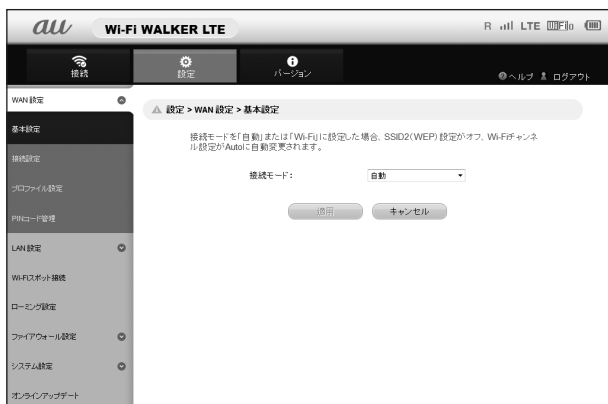 au Wi-Fi WALKER LTE
R LTE
接続
設定
バージョン
ヘルプ ログアウト
WAN 設定
基本設定
接続設定
プロファイル設定
PINコード管理
LAN 設定
Wi-Fiスポット接続
ローミング設定
ファイアウォール設定
システム設定
オンラインアップデート
設定 > WAN 設定 > 基本設定
接続モードを「自動」または「Wi-Fi」に設定した場合、SSID2(WEP) 設定がオフ、Wi-Fiチャンネ
ル設定がAutoに自動変更されます。
接続モード: 自動
適用 キャンセル